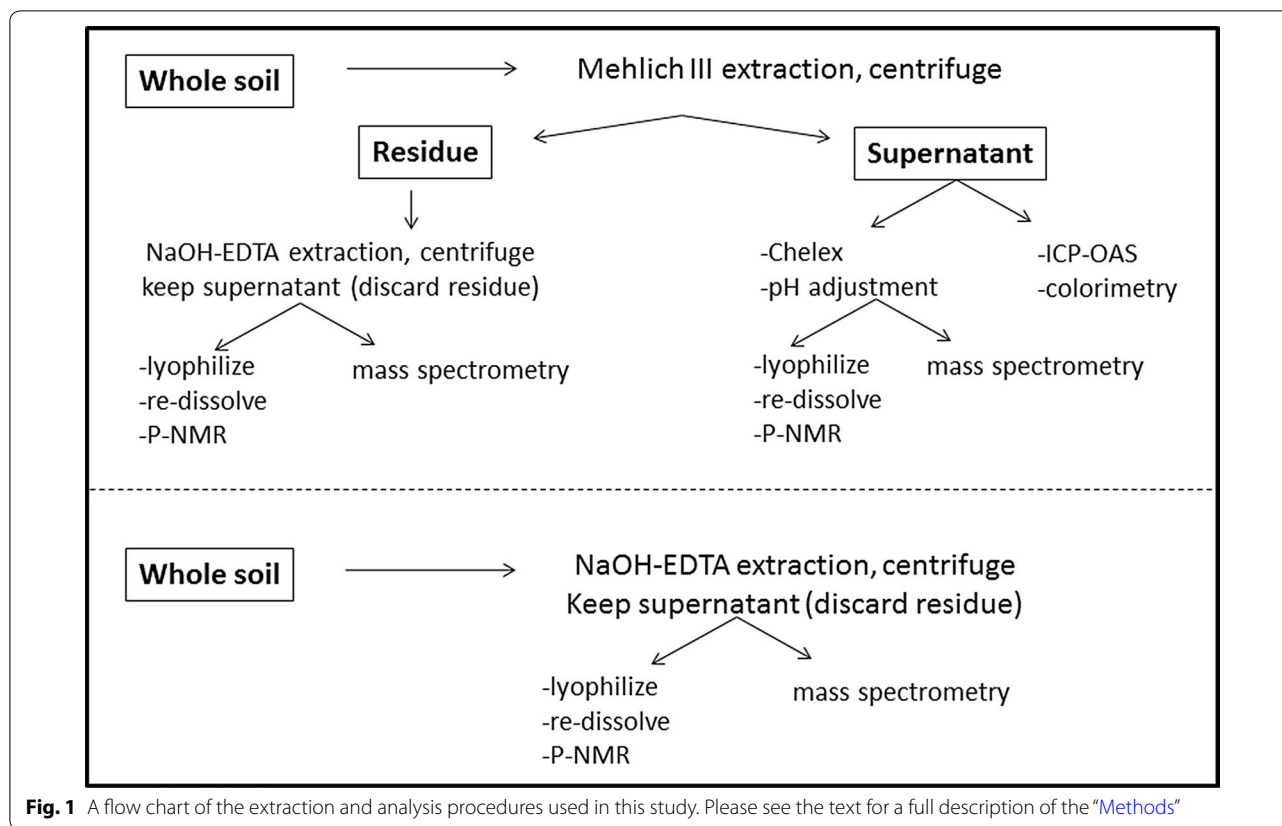 Whole soil
Mehlich III extraction, centrifuge
Residue
Supernatant
NaOH-EDTA extraction, centrifuge
keep supernatant (discard residue)
-lyophilize
-re-dissolve
-P-NMR
mass spectrometry
-Chelex
-pH adjustment
-ICP-OAS
-colorimetry
-lyophilize
-re-dissolve
-P-NMR
mass spectrometry
Whole soil
NaOH-EDTA extraction, centrifuge
Keep supernatant (discard residue)
-lyophilize
-re-dissolve
-P-NMR
mass spectrometry
Fig. 1 A flow chart of the extraction and analysis procedures used in this study. Please see the text for a full description of the “Methods”